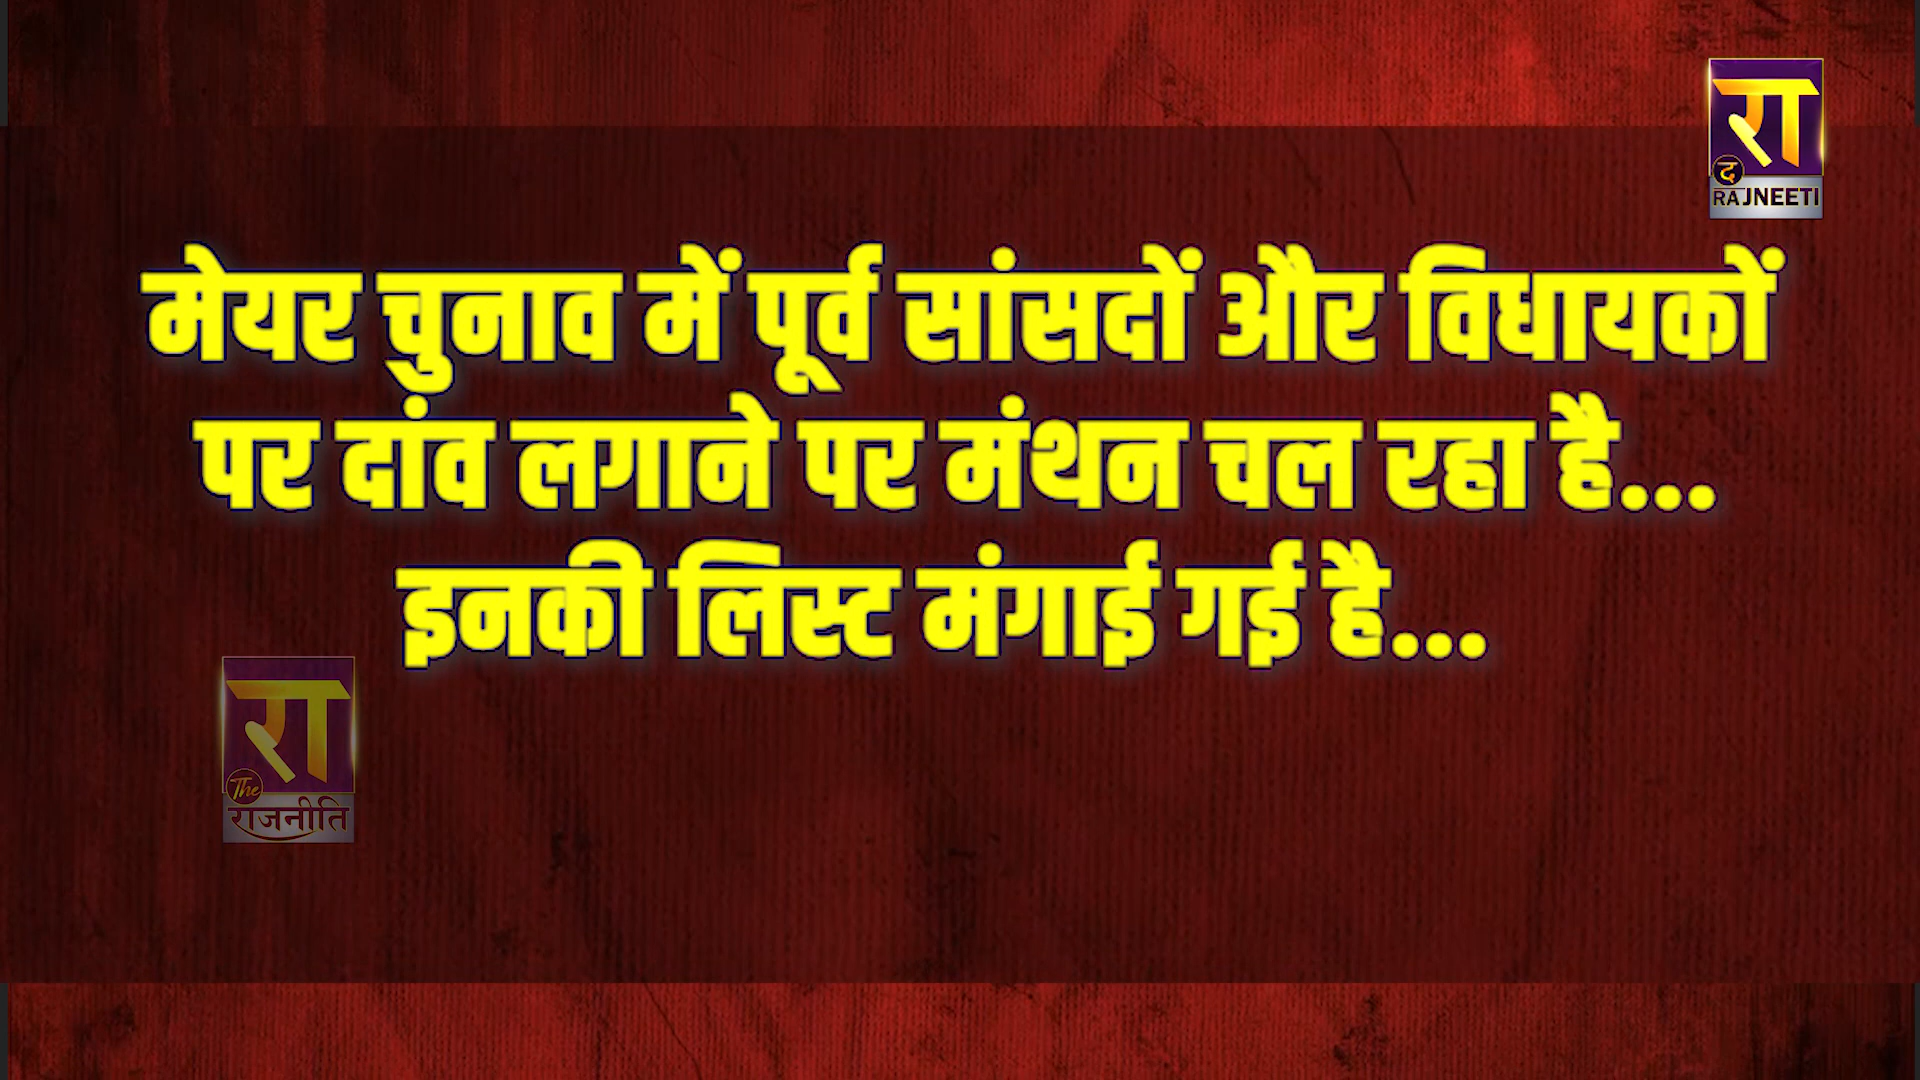 रा
द
RAJNEETI
मेयर चुनाव में पूर्व सांसदों और विधायकों
पर दांव लगाने पर मंथन चल रहा है...
इनकी लिस्ट मंगाई गई है...
रा
The
राजनीति